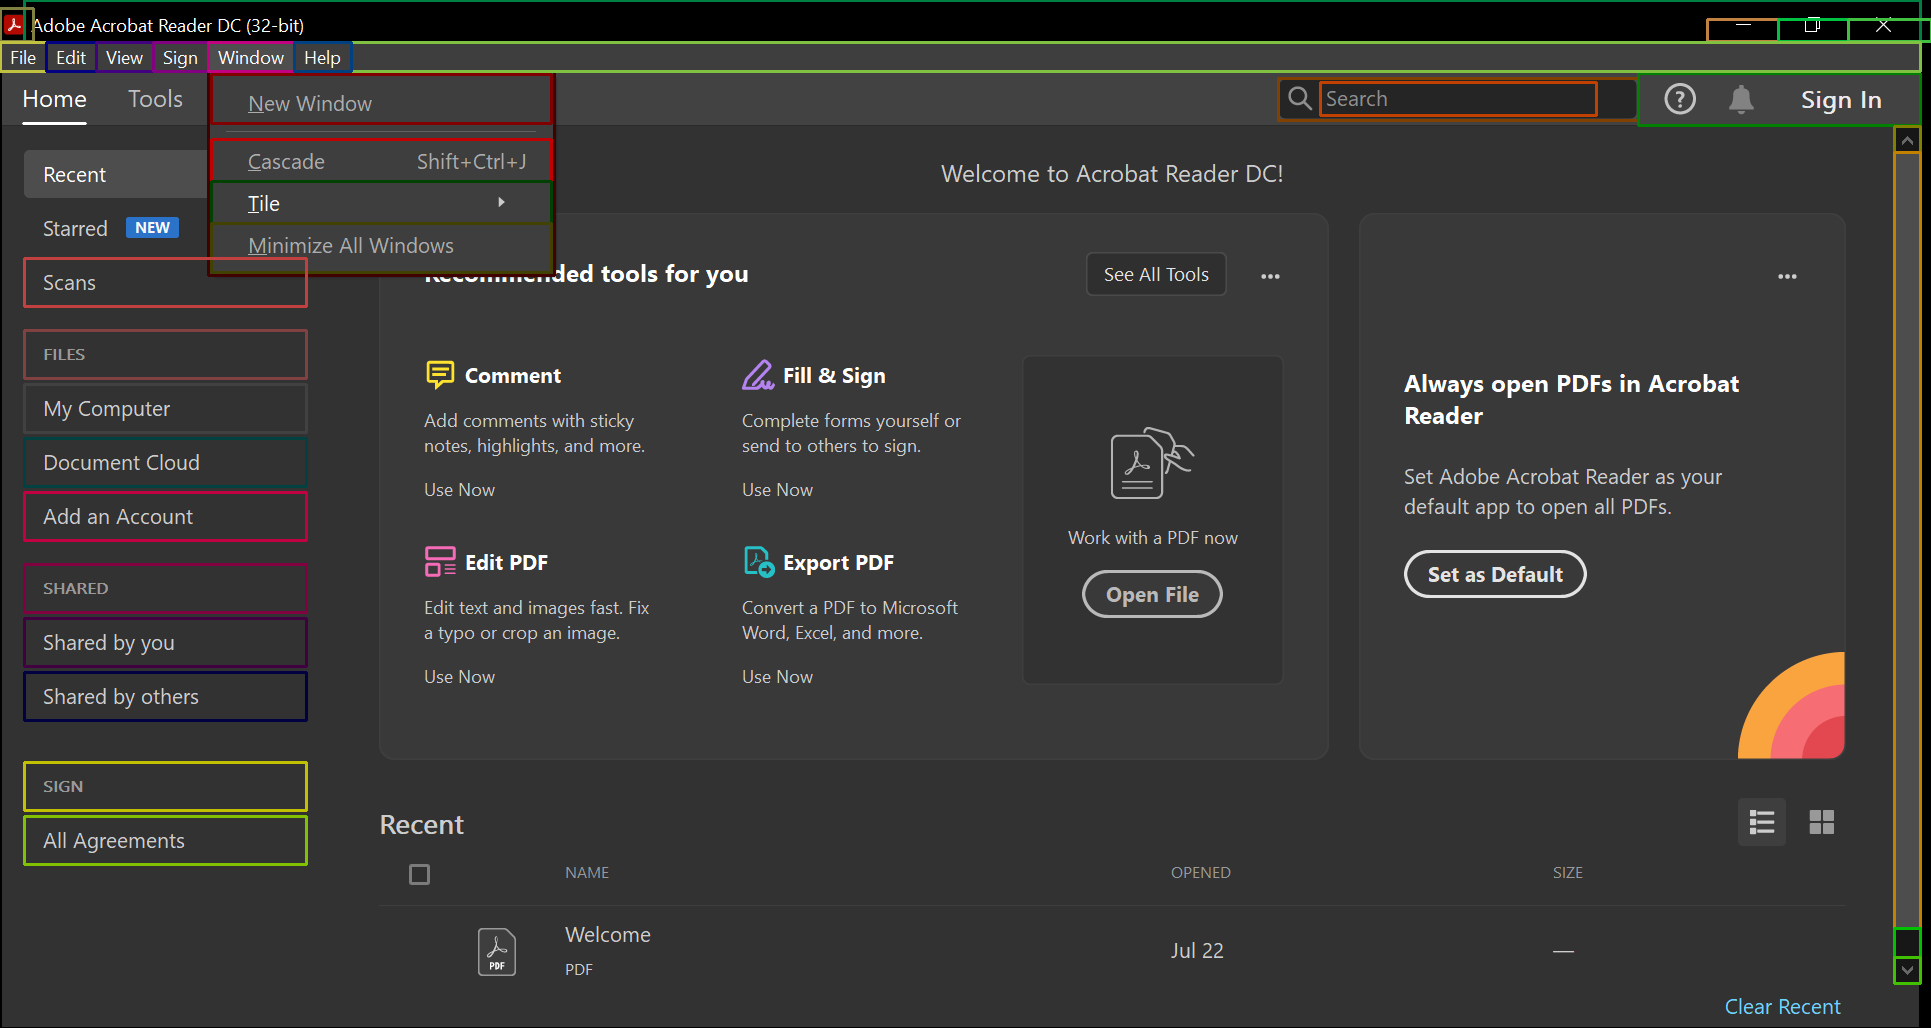 Adobe Acrobat Reader DC (32-bit)
File Edit View Sign Window Help
Home Tools
New Window
Cascade Shift+Ctrl+J
Tile
Minimize All Windows
Search
Sign In
Recent
Starred NEW
Scans
FILES
My Computer
Document Cloud
Add an Account
SHARED
Shared by you
Shared by others
SIGN
All Agreements
Welcome to Acrobat Reader DC!
Recommended tools for you
See All Tools
Comment
Add comments with sticky
notes, highlights, and more.
Use Now
Fill & Sign
Complete forms yourself or
send to others to sign.
Use Now
Edit PDF
Edit text and images fast. Fix
a typo or crop an image.
Use Now
Export PDF
Convert a PDF to Microsoft
Word, Excel, and more.
Use Now
Work with a PDF now
Open File
Always open PDFs in Acrobat
Reader
Set Adobe Acrobat Reader as your
default app to open all PDFs.
Set as Default
Recent
NAME OPENED SIZE
PDF
Welcome
PDF
Jul 22 —
Clear Recent